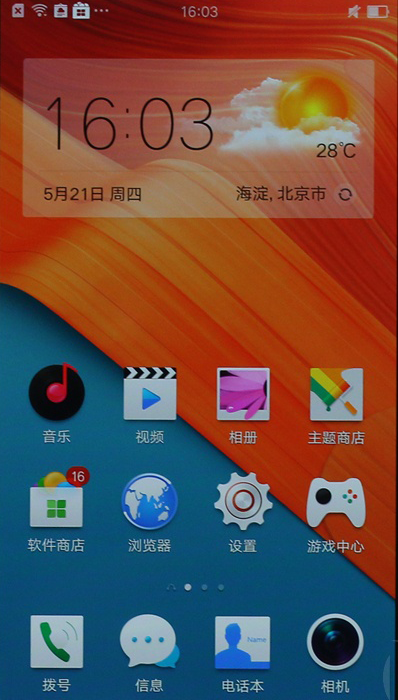 16:03
16:03
28°C
5月21日 周四
海淀, 北京市
音乐
视频
相册
主题商店
16
软件商店
浏览器
设置
游戏中心
Name
拨号
信息
电话本
相机